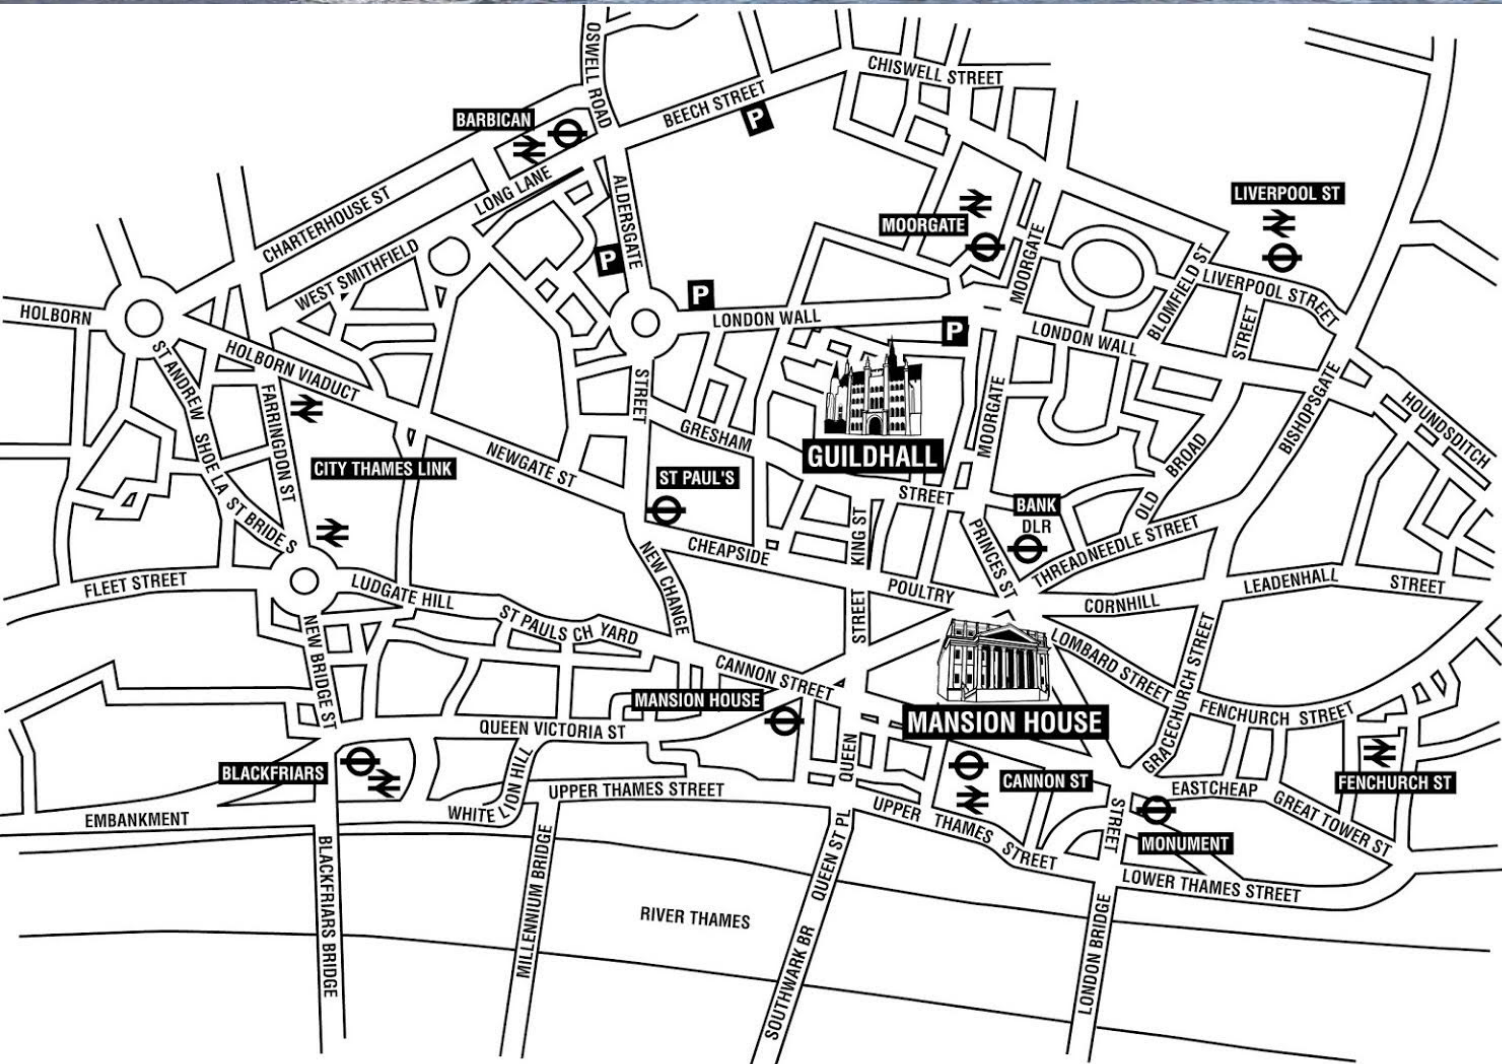 OSWELL ROAD
CHISWELL STREET
BEECH STREET
BARBICAN
P
LONG LANE
CHARTERHOUSE ST
ALDERSGATE
LIVERPOOL ST
MOORGATE
MOORGATE
WEST SMITHFIELD
P
BLOMFIELD ST
LIVERPOOL STREET
P
HOLBORN
LONDON WALL
P
LONDON WALL
STREET
ST ANDREW
HOLBORN VIADUCT
STREET
MOORGATE
BISHOPSGATE
HOUNDSDITCH
FARRINGDON ST
GRESHAM
GUILDHALL
SHOE LA
CITY THAMES LINK
NEWGATE ST
ST PAUL'S
STREET
OLD BROAD
ST BRIDE S
BANK
DLR
KING ST
PRINCES ST
THREADNEEDLE STREET
CHEAPSIDE
NEW CHANGE
FLEET STREET
LUDGATE HILL
POULTRY
CORNHILL
LEADENHALL STREET
ST PAULS CH YARD
STREET
NEW BRIDGE ST
LOMBARD STREET
GRACECHURCH STREET
CANNON STREET
MANSION HOUSE
MANSION HOUSE
FENCHURCH STREET
QUEEN VICTORIA ST
QUEEN
BLACKFRIARS
CANNON ST
FENCHURCH ST
WHITE LYON HILL
UPPER THAMES STREET
EASTCHEAP
GREAT TOWER ST
EMBANKMENT
UPPER THAMES STREET
STREET
MONUMENT
LOWER THAMES STREET
BLACKFRIARS BRIDGE
MILLENNIUM BRIDGE
QUEEN ST PL
RIVER THAMES
SOUTHWARK BR
LONDON BRIDGE